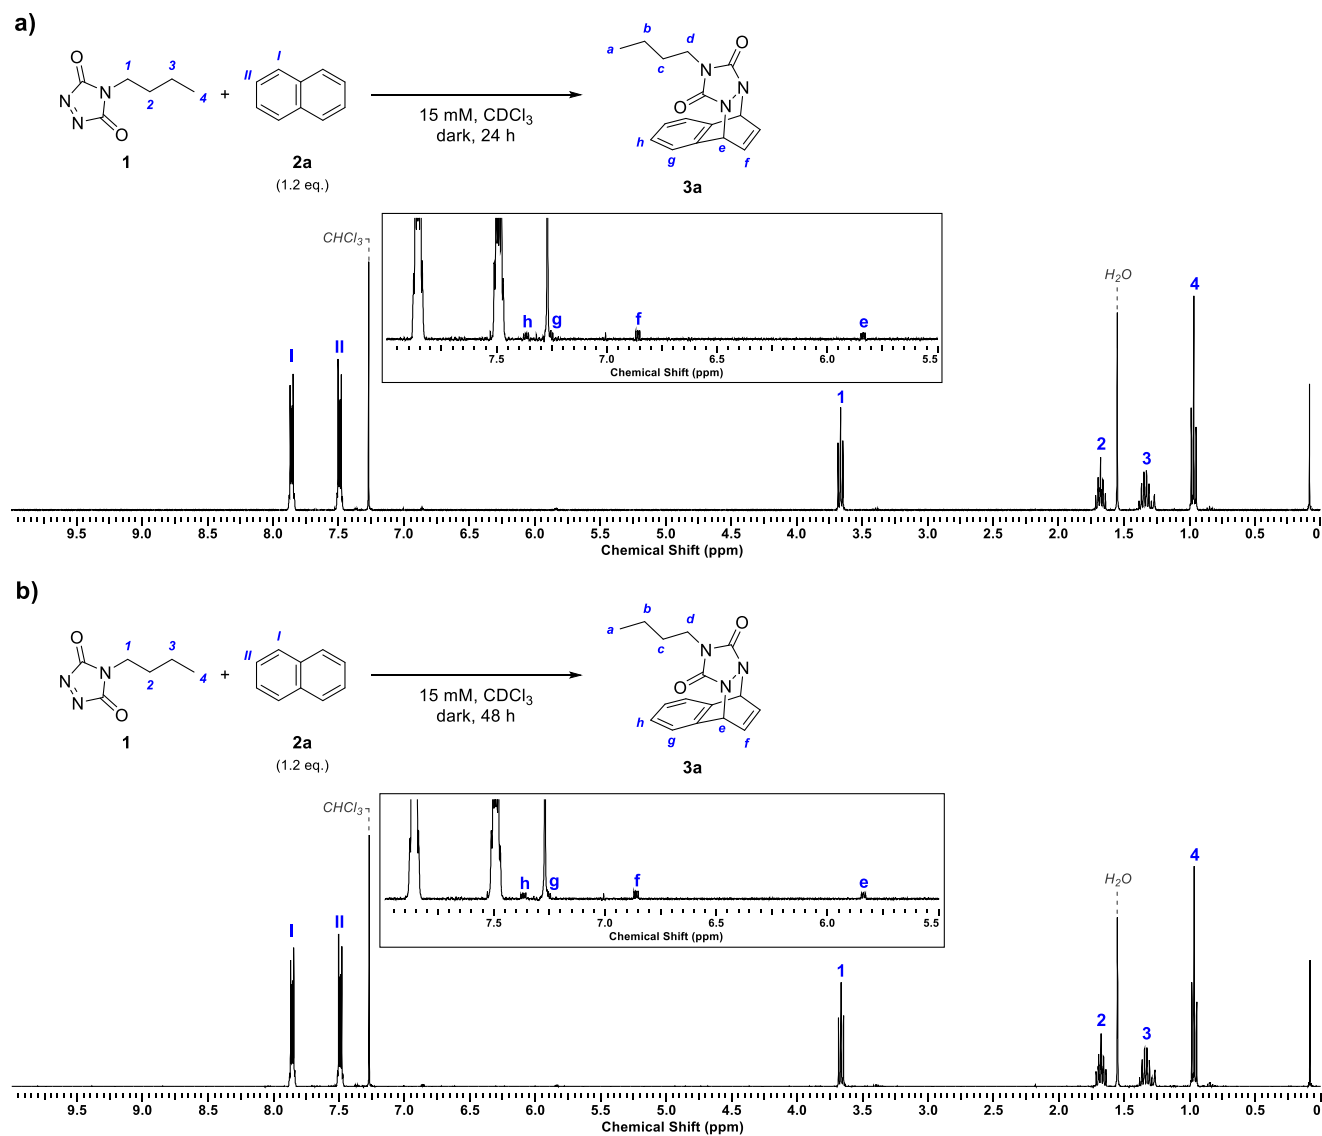 a)
O
N
N
N
O
1
2
3
4
1
+
I
II
2a
(1.2 eq.)
15 mM, CDCl3
dark, 24 h
a
b
c
d
N
O
O
N
N
h
g
e
f
3a
CHCl3
h
g
f
e
7.5 7.0 6.5 6.0 5.5
Chemical Shift (ppm)
I
II
1
2
H2O
3
4
9.5 9.0 8.5 8.0 7.5 7.0 6.5 6.0 5.5 5.0 4.5 4.0 3.5 3.0 2.5 2.0 1.5 1.0 0.5 0
Chemical Shift (ppm)
b)
O
N
N
N
O
1
2
3
4
1
+
I
II
2a
(1.2 eq.)
15 mM, CDCl3
dark, 48 h
a
b
c
d
N
O
O
N
N
h
g
e
f
3a
CHCl3
h
g
f
e
7.5 7.0 6.5 6.0 5.5
Chemical Shift (ppm)
I
II
1
2
H2O
3
4
9.5 9.0 8.5 8.0 7.5 7.0 6.5 6.0 5.5 5.0 4.5 4.0 3.5 3.0 2.5 2.0 1.5 1.0 0.5 0
Chemical Shift (ppm)